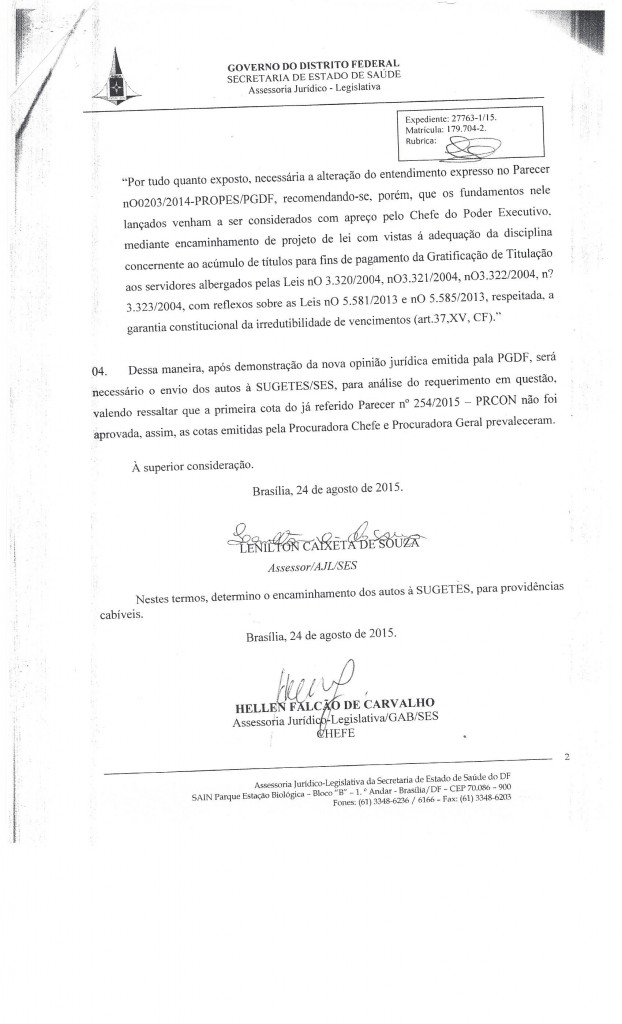 GOVERNO DO DISTRITO FEDERAL
SECRETARIA DE ESTADO DE SAÚDE
Assessoria Jurídico - Legislativa
Expediente: 27763-1/15.
Matrícula: 179.704-2.
Rubrica:
“Por tudo quanto exposto, necessária a alteração do entendimento expresso no Parecer
nO0203/2014-PROPES/PGDF, recomendando-se, porém, que os fundamentos nele
lançados venham a ser considerados com apreço pelo Chefe do Poder Executivo,
mediante encaminhamento de projeto de lei com vistas á adequação da disciplina
concernente ao acúmulo de títulos para fins de pagamento da Gratificação de Titulação
aos servidores albergados pelas Leis nO 3.320/2004, nO3.321/2004, nO3.322/2004, n?
3.323/2004, com reflexos sobre as Leis nO 5.581/2013 e nO 5.585/2013, respeitada, a
garantia constitucional da irredutibilidade de vencimentos (art.37,XV, CF).”
04. Dessa maneira, após demonstração da nova opinião jurídica emitida pala PGDF, será
necessário o envio dos autos à SUGETES/SES, para análise do requerimento em questão,
valendo ressaltar que a primeira cota do já referido Parecer nº 254/2015 – PRCON não foi
aprovada, assim, as cotas emitidas pela Procuradora Chefe e Procuradora Geral prevaleceram.
À superior consideração.
Brasília, 24 de agosto de 2015.
LENILTON CAIXETA DE SOUZA
Assessor/AJL/SES
Nestes termos, determino o encaminhamento dos autos à SUGETES, para providências
cabíveis.
Brasília, 24 de agosto de 2015.
HELLEN FALCÃO DE CARVALHO
Assessoria Jurídico-Legislativa/GAB/SES
CHEFE
2
Assessoria Jurídico-Legislativa da Secretaria de Estado de Saúde do DF
SAIN Parque Estação Biológica – Bloco “B” – 1. º Andar - Brasília/DF – CEP 70.086 – 900
Fones: (61) 3348-6236 / 6166 – Fax: (61) 3348-6203